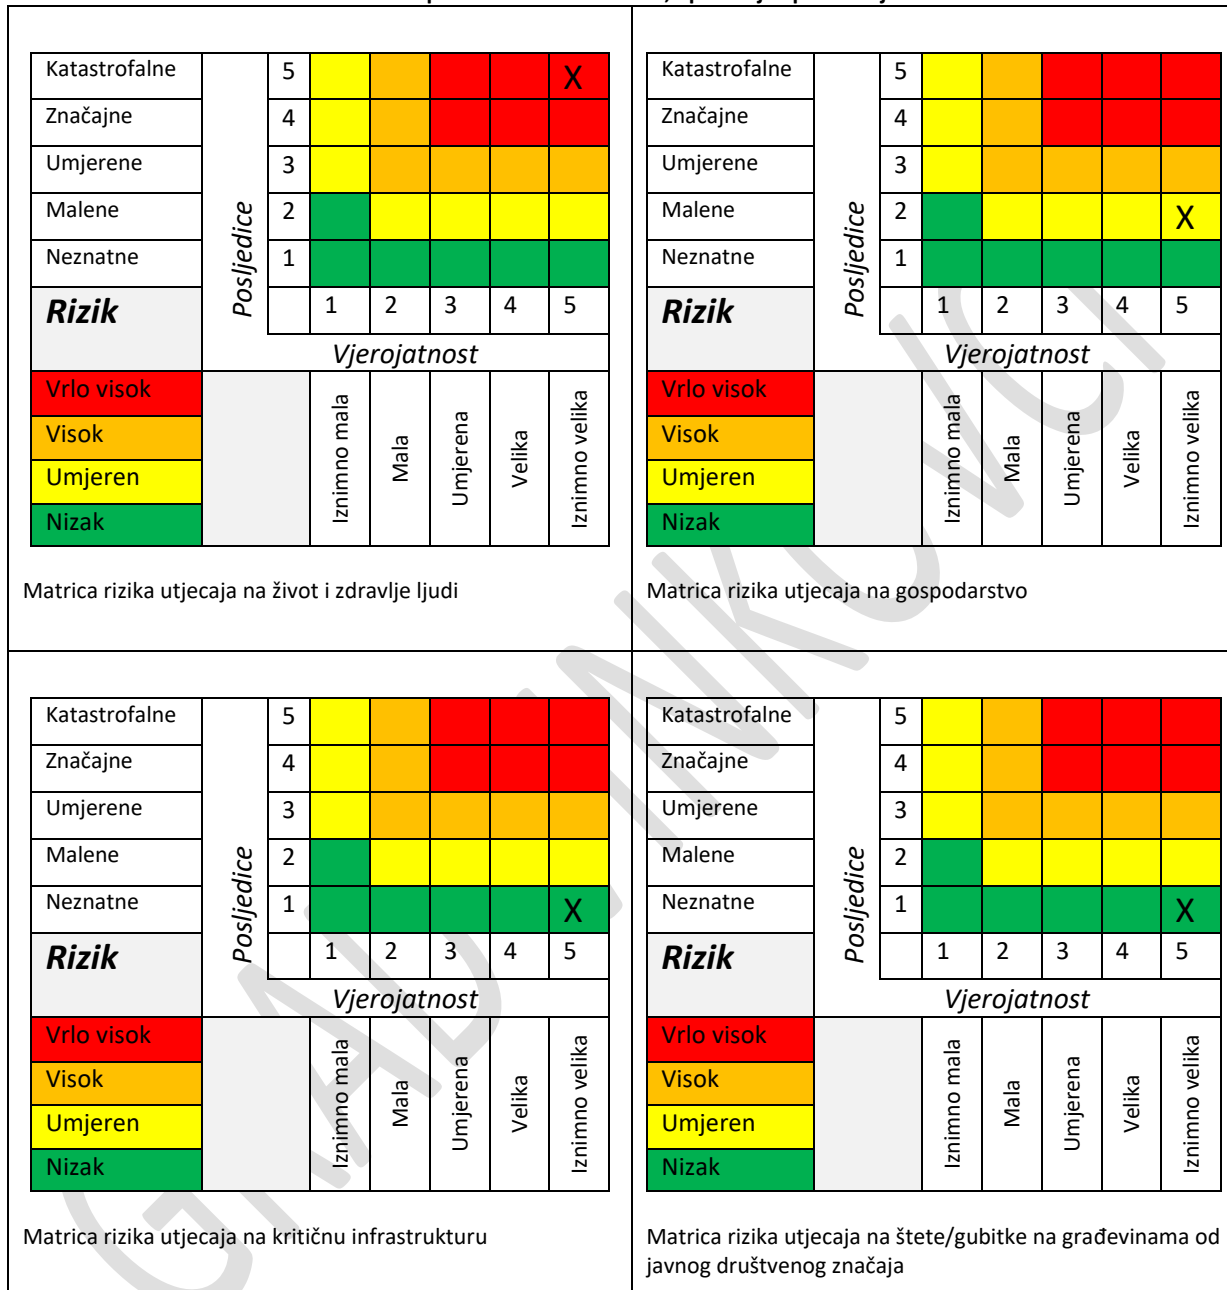 Katastrofalne 5 X
Značajne 4
Umjerene 3
Malene 2
Neznatne 1
Posljedice
Rizik 1 2 3 4 5
Vjerojatnost
Vrlo visok
Visok
Umjeren
Nizak
Iznimno mala
Mala
Umjerena
Velika
Iznimno velika
Matrica rizika utjecaja na život i zdravlje ljudi
Katastrofalne 5
Značajne 4
Umjerene 3
Malene 2 X
Neznatne 1
Posljedice
Rizik 1 2 3 4 5
Vjerojatnost
Vrlo visok
Visok
Umjeren
Nizak
Iznimno mala
Mala
Umjerena
Velika
Iznimno velika
Matrica rizika utjecaja na gospodarstvo
Katastrofalne 5
Značajne 4
Umjerene 3
Malene 2
Neznatne 1 X
Posljedice
Rizik 1 2 3 4 5
Vjerojatnost
Vrlo visok
Visok
Umjeren
Nizak
Iznimno mala
Mala
Umjerena
Velika
Iznimno velika
Matrica rizika utjecaja na kritičnu infrastrukturu
Katastrofalne 5
Značajne 4
Umjerene 3
Malene 2
Neznatne 1 X
Posljedice
Rizik 1 2 3 4 5
Vjerojatnost
Vrlo visok
Visok
Umjeren
Nizak
Iznimno mala
Mala
Umjerena
Velika
Iznimno velika
Matrica rizika utjecaja na štete/gubitke na građevinama od
javnog društvenog značaja